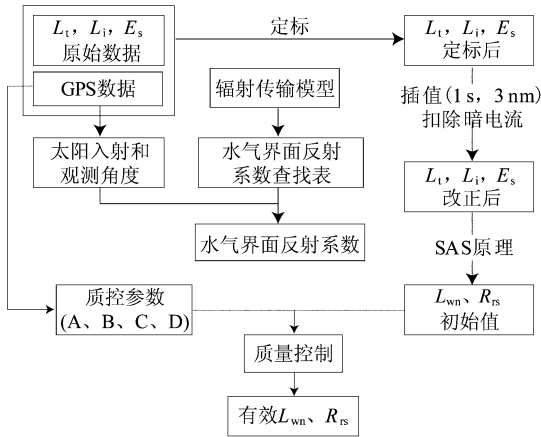 Lt, Li, Es
原始数据
定标
Lt, Li, Es
定标后
GPS数据
辐射传输模型
插值(1 s, 3 nm)
扣除暗电流
太阳入射和
观测角度
水气界面反射
系数查找表
Lt, Li, Es
改正后
水气界面反射系数
SAS原理
质控参数
(A、B、C、D)
Lwn、Rrs
初始值
质量控制
有效Lwn、Rrs